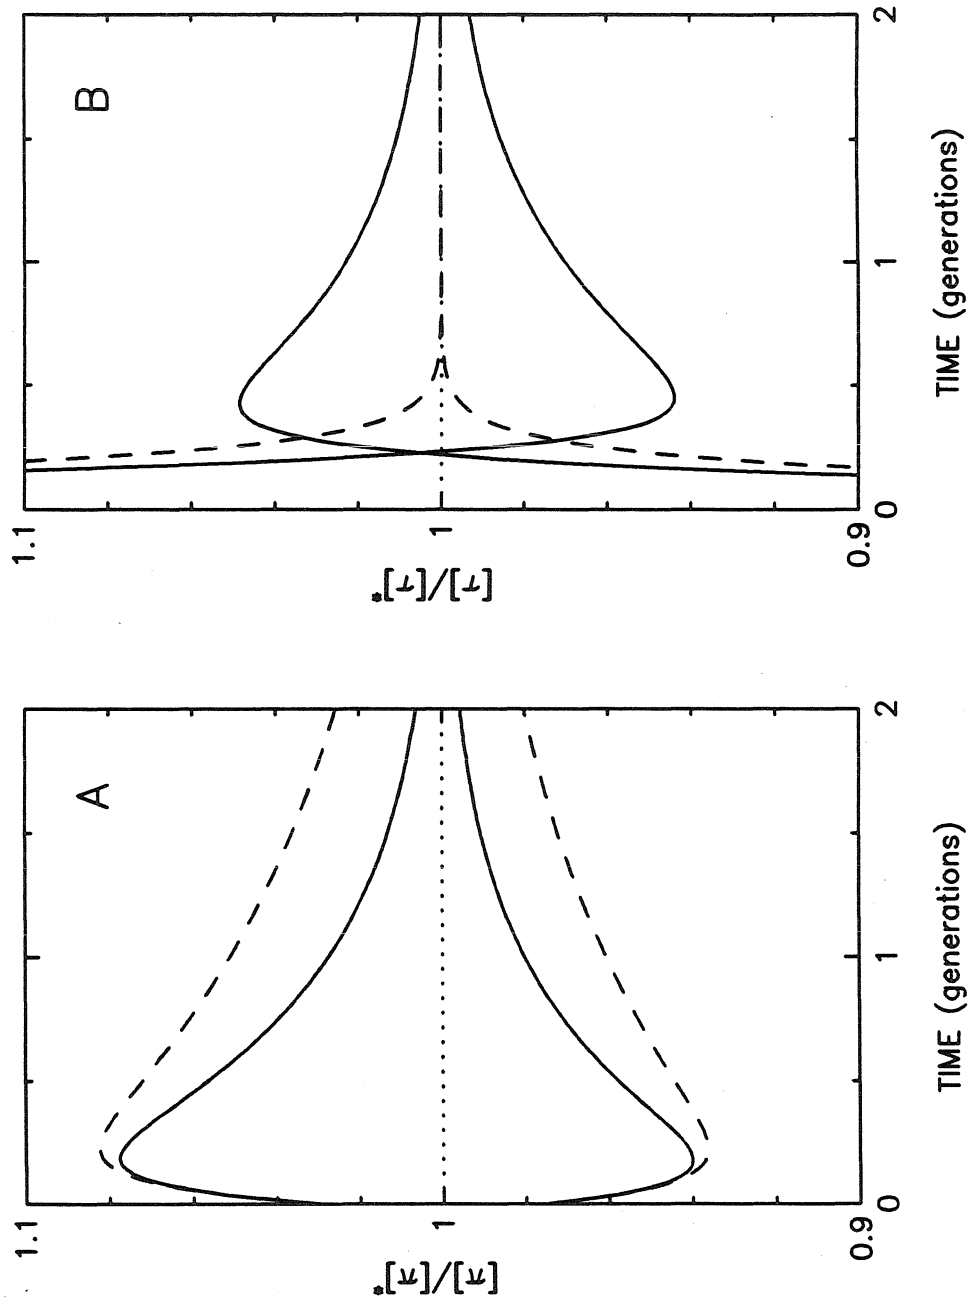 A
[π]/[π]*
1.1
1
0.9
0 1 2
TIME (generations)
B
[τ]/[τ]*
1.1
1
0.9
0 1 2
TIME (generations)